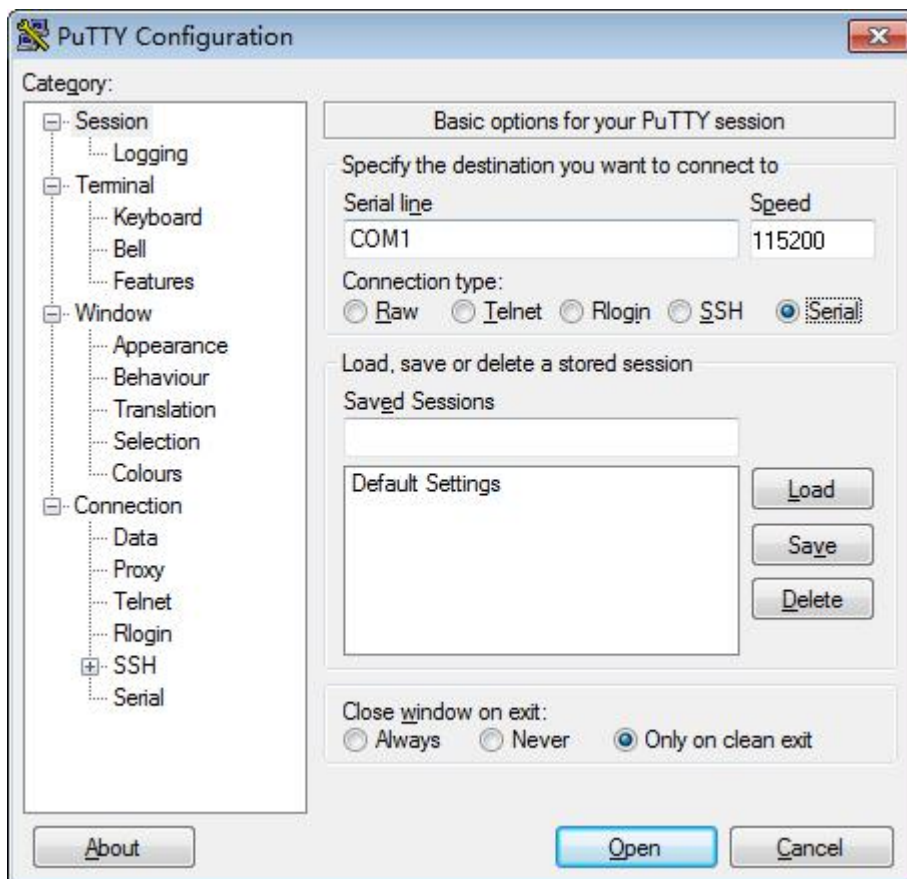 PuTTY Configuration
Category:
Session
Logging
Terminal
Keyboard
Bell
Features
Window
Appearance
Behaviour
Translation
Selection
Colours
Connection
Data
Proxy
Telnet
Rlogin
SSH
Serial
Basic options for your PuTTY session
Specify the destination you want to connect to
Serial line Speed
COM1 115200
Connection type:
Raw Telnet Rlogin SSH Serial
Load, save or delete a stored session
Saved Sessions
Default Settings
Load
Save
Delete
Close window on exit:
Always Never Only on clean exit
About Open Cancel